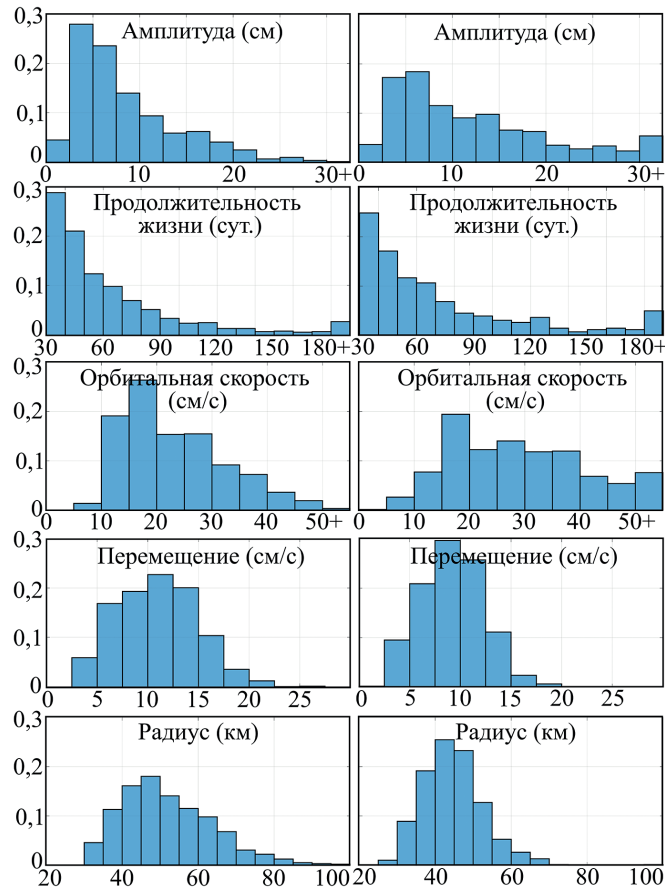 0,3
Амплитуда (см)
Амплитуда (см)
0,2
0,1
0
0 10 20 30+
10 20 30+
0,3
Продолжительность
жизни (сут.)
Продолжительность
жизни (сут.)
0,2
0,1
0
30 60 90 120 150 180+
30 60 90 120 150 180+
0,3
Орбитальная скорость
(см/с)
Орбитальная скорость
(см/с)
0,2
0,1
0
0 10 20 30 40 50+
0 10 20 30 40 50+
0,3
Перемещение (см/с)
Перемещение (см/с)
0,2
0,1
0
0 5 10 15 20 25
0 5 10 15 20 25
0,3
Радиус (км)
Радиус (км)
0,2
0,1
0
20 40 60 80 100
20 40 60 80 100